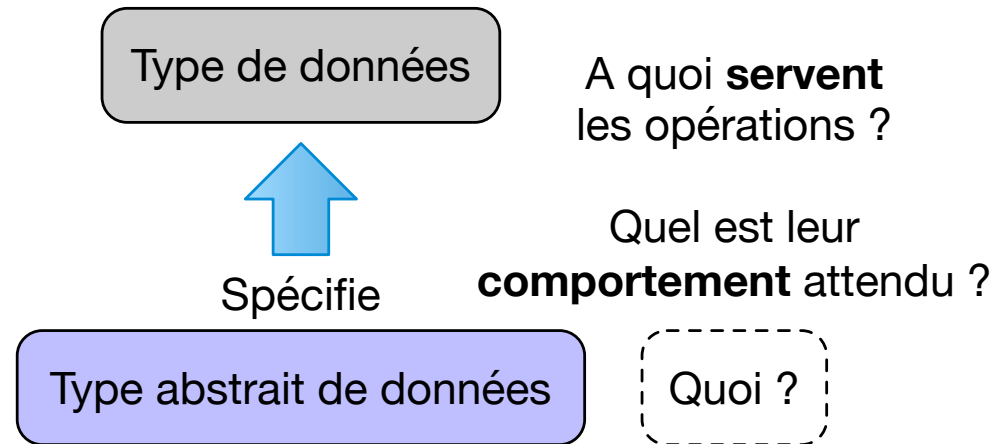 Type de données
A quoi servent
les opérations ?
Quel est leur
comportement attendu ?
Spécifie
Type abstrait de données
Quoi ?